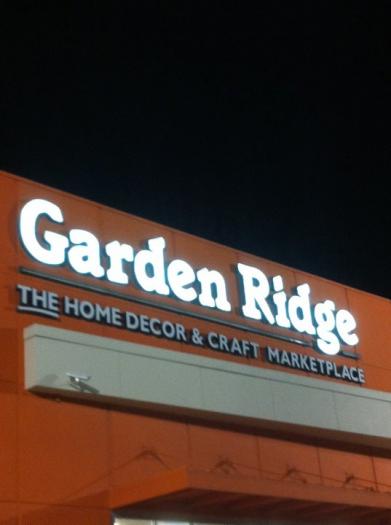 Garden Ridge
THE HOME DECOR & CRAFT MARKETPLACE